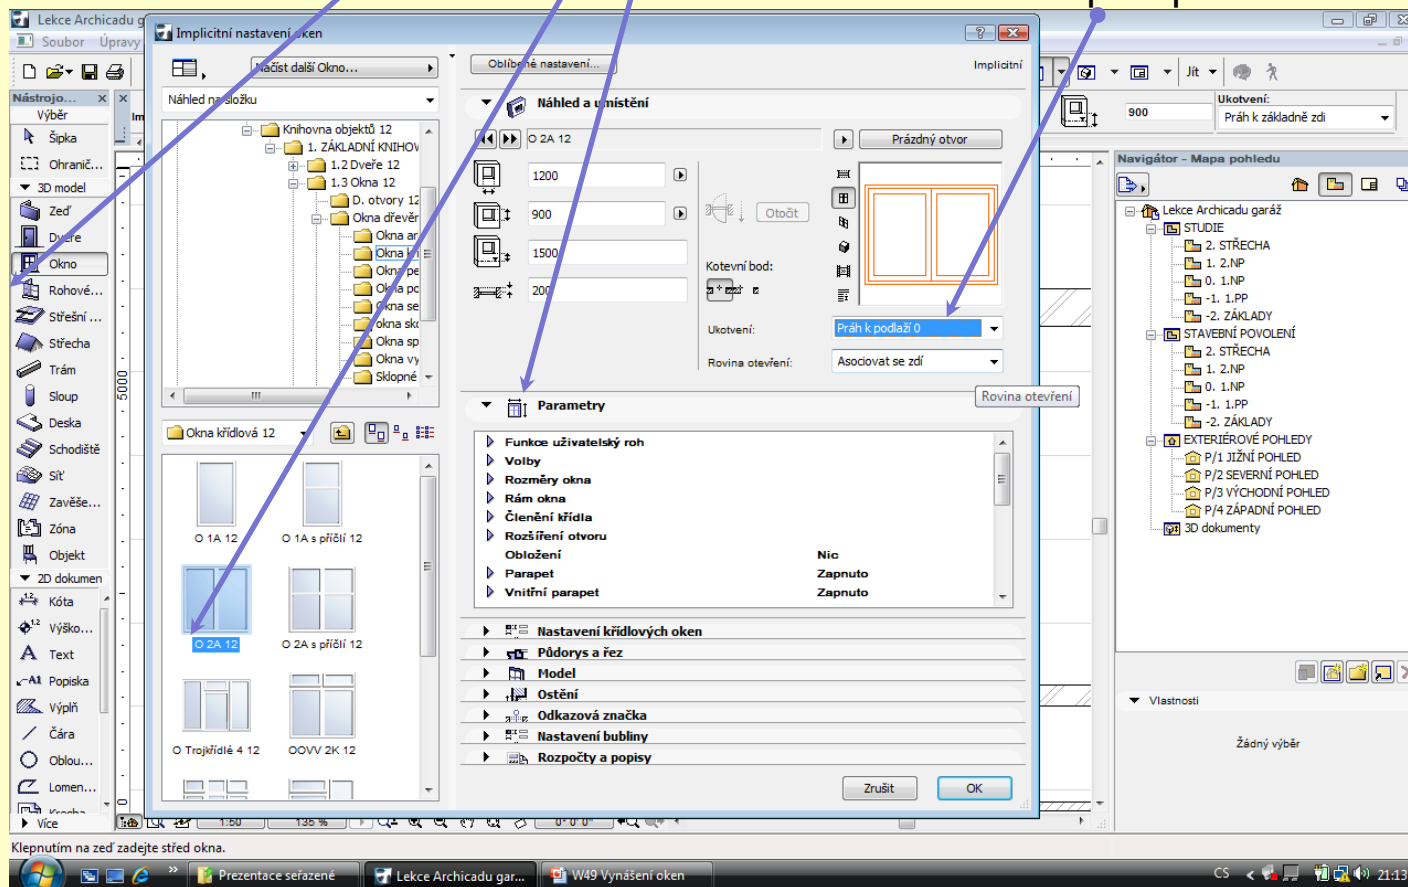 Lekce Archicadu g
Soubor Úpravy
Jít
Nástrojo...
Výběr
Im
Šipka
Ohranič...
3D model
Zeď
Dveře
Okno
Rohové...
Střešní ...
Střecha
Trám
Sloup
Deska
Schodiště
Síť
Zavěše...
Zóna
Objekt
2D dokumen
Kóta
Výško...
Text
A1 Popiska
Výplň
Čára
Oblou...
Lomen...
Více
5000
0
Implicitní nastavení oken
Načíst další Okno...
Náhled na složku
Knihovna objektů 12
1. ZÁKLADNÍ KNIHOV
1.2 Dveře 12
1.3 Okna 12
D. otvory 12
Okna dřevěr
Okna ar
Okna kří
Okna pe
Okna po
Okna se
okna sko
Okna sp
Okna vy
Sklopné
Okna křídlová 12
O 1A 12
O 1A s příčlí 12
O 2A 12
O 2A s příčlí 12
O Trojkřídlé 4 12
OOVV 2K 12
Oblíbené nastavení...
Implicitní
Náhled a umístění
O 2A 12
Prázdný otvor
1200
900
1500
200
Otočit
Kotevní bod:
Ukotvení:
Práh k podlaží 0
Rovina otevření:
Asociovat se zdí
Rovina otevření
Parametry
Funkce uživatelský roh
Volby
Rozměry okna
Rám okna
Členění křídla
Rozšíření otvoru
Obložení Nic
Parapet Zapnuto
Vnitřní parapet Zapnuto
Nastavení křídlových oken
Půdorys a řez
Model
Ostění
Odkazová značka
Nastavení bubliny
Rozpočty a popisy
Zrušit
OK
900
Ukotvení:
Práh k základně zdi
Navigátor - Mapa pohledu
Lekce Archicadu garáž
STUDIE
2. STŘECHA
1. 2.NP
0. 1.NP
-1. 1.PP
-2. ZÁKLADY
STAVEBNÍ POVOLENÍ
2. STŘECHA
1. 2.NP
0. 1.NP
-1. 1.PP
-2. ZÁKLADY
EXTERIÉROVÉ POHLEDY
P/1 JIŽNÍ POHLED
P/2 SEVERNÍ POHLED
P/3 VÝCHODNÍ POHLED
P/4 ZÁPADNÍ POHLED
3D dokumenty
Vlastnosti
Žádný výběr
1:50
135 %
0° 0' 0"
Klepnutím na zeď zadejte střed okna.
Prezentace seřazené
Lekce Archicadu gar...
W49 Vynášení oken
CS
21:13